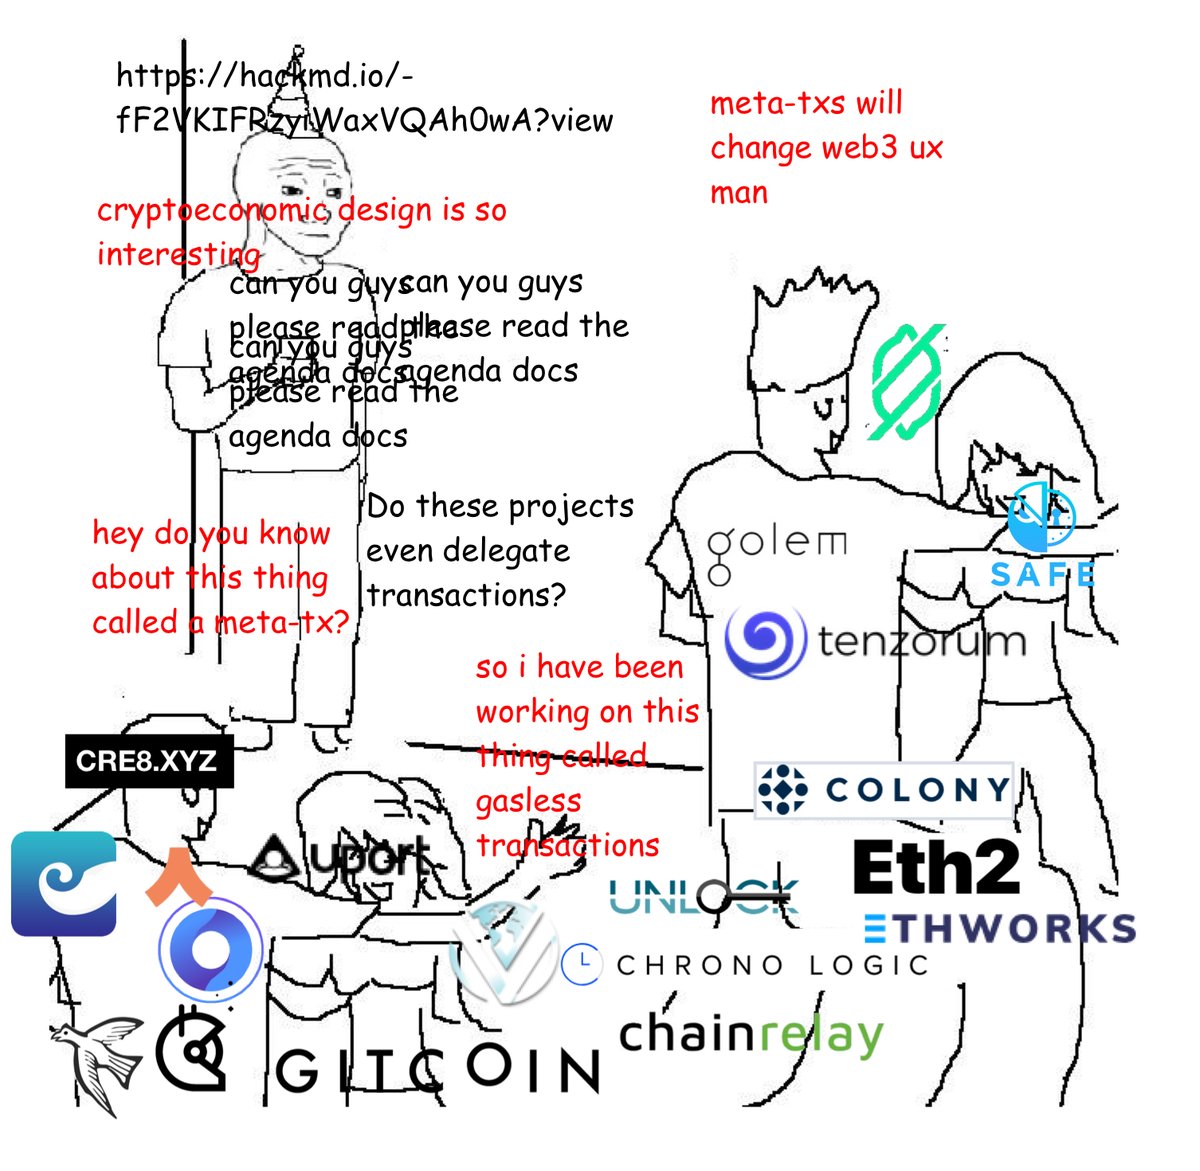 https://hackmd.io/-
fF2VKIFRzyiWaxVQAh0wA?view
meta-txs will
change web3 ux
man
cryptoeconomic design is so
interesting
can you guys
please read the
agenda docs
can you guys
please read the
agenda docs
can you guys
please read the
agenda docs
Do these projects
even delegate
transactions?
hey do you know
about this thing
called a meta-tx?
golem
SAFE
tenzorum
so i have been
working on this
thing called
gasless
transactions
CRE8.XYZ
COLONY
uport
Eth2
UNLOCK
ETHWORKS
CHRONO LOGIC
chainrelay
GITCOIN